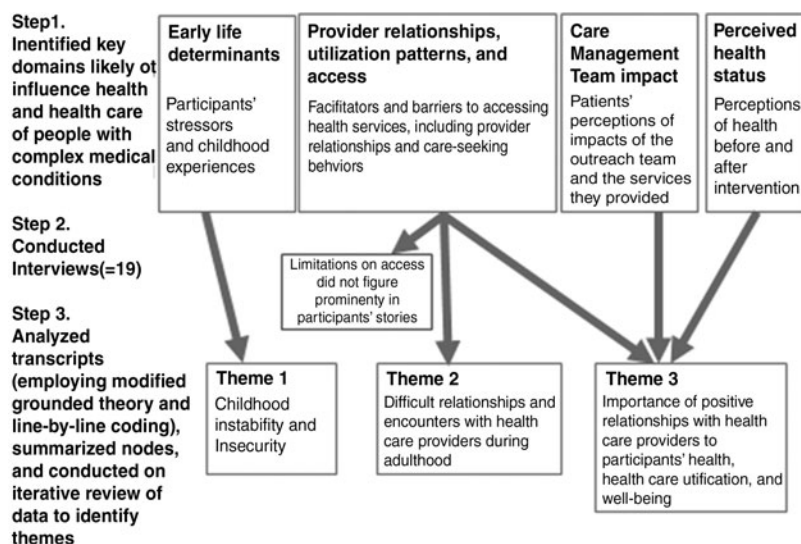 Step1.
Inentified key
domains likely ot
influence health
and health care
of people with
complex medical
conditions
Step 2.
Conducted
Interviews(=19)
Step 3.
Analyzed
transcripts
(employing modified
grounded theory and
line-by-line coding),
summarized nodes,
and conducted on
iterative review of
data to identify
themes
Early life
determinants
Participants'
stressors
and childhood
experiences
Provider relationships,
utilization patterns, and
access
Facilitators and barriers to accessing
health services, including provider
relationships and care-seeking
behviors
Care
Management
Team impact
Patients'
perceptions of
impacts of the
outreach team
and the services
they provided
Perceived
health
status
Perceptions
of health
before and
after
intervention
Limitations on access
did not figure
prominenty in
participants' stories
Theme 1
Childhood
instability and
Insecurity
Theme 2
Difficult relationships and
encounters with health
care providers during
adulthood
Theme 3
Importance of positive
relationships with health
care providers to
participants' health,
health care utification, and
well-being